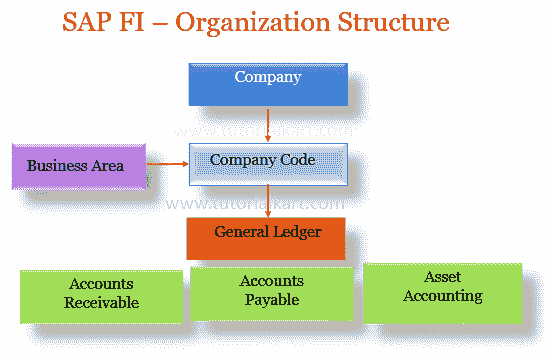 SAP FI – Organization Structure
Company
www.tutorialkart.com
Business Area
Company Code
www.tutorialkart.com
General Ledger
Accounts
Receivable
Accounts
Payable
Asset
Accounting